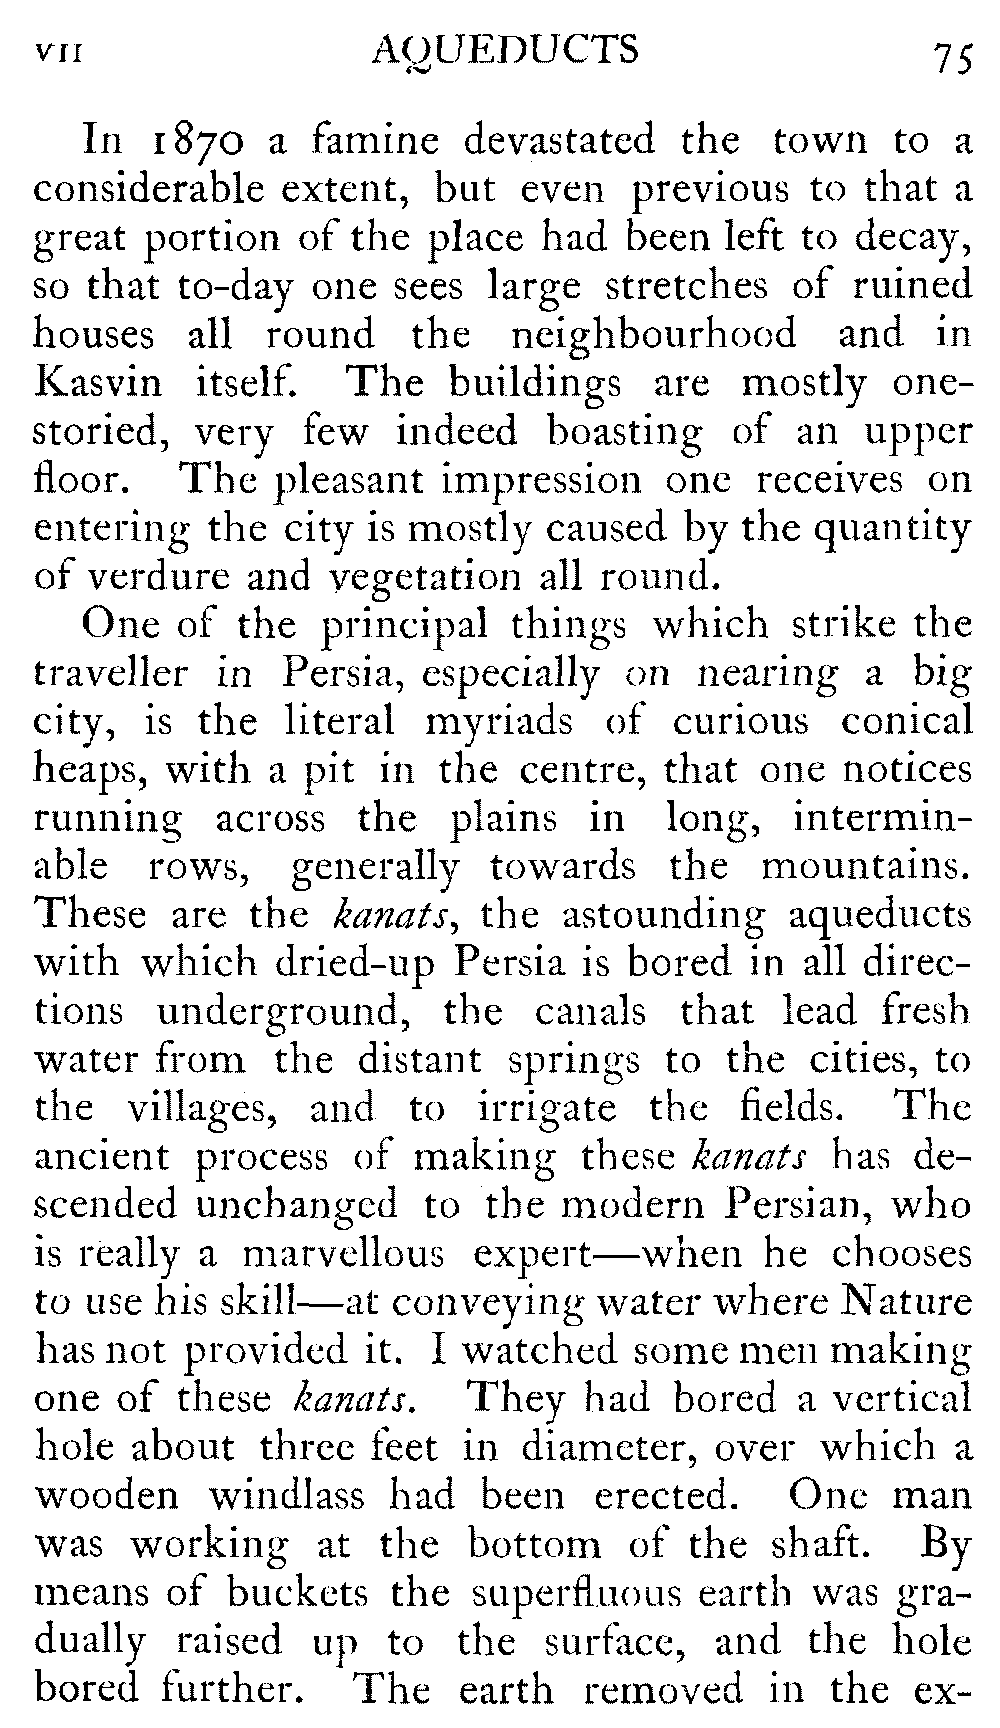 VII AQUEDUCTS 75
In 1870 a famine devastated the town to a
considerable extent, but even previous to that a
great portion of the place had been left to decay,
so that to-day one sees large stretches of ruined
houses all round the neighbourhood and in
Kasvin itself. The buildings are mostly one-
storied, very few indeed boasting of an upper
floor. The pleasant impression one receives on
entering the city is mostly caused by the quantity
of verdure and vegetation all round.
One of the principal things which strike the
traveller in Persia, especially on nearing a big
city, is the literal myriads of curious conical
heaps, with a pit in the centre, that one notices
running across the plains in long, intermin-
able rows, generally towards the mountains.
These are the kanats, the astounding aqueducts
with which dried-up Persia is bored in all direc-
tions underground, the canals that lead fresh
water from the distant springs to the cities, to
the villages, and to irrigate the fields. The
ancient process of making these kanats has de-
scended unchanged to the modern Persian, who
is really a marvellous expert—when he chooses
to use his skill—at conveying water where Nature
has not provided it. I watched some men making
one of these kanats. They had bored a vertical
hole about three feet in diameter, over which a
wooden windlass had been erected. One man
was working at the bottom of the shaft. By
means of buckets the superfluous earth was gra-
dually raised up to the surface, and the hole
bored further. The earth removed in the ex-